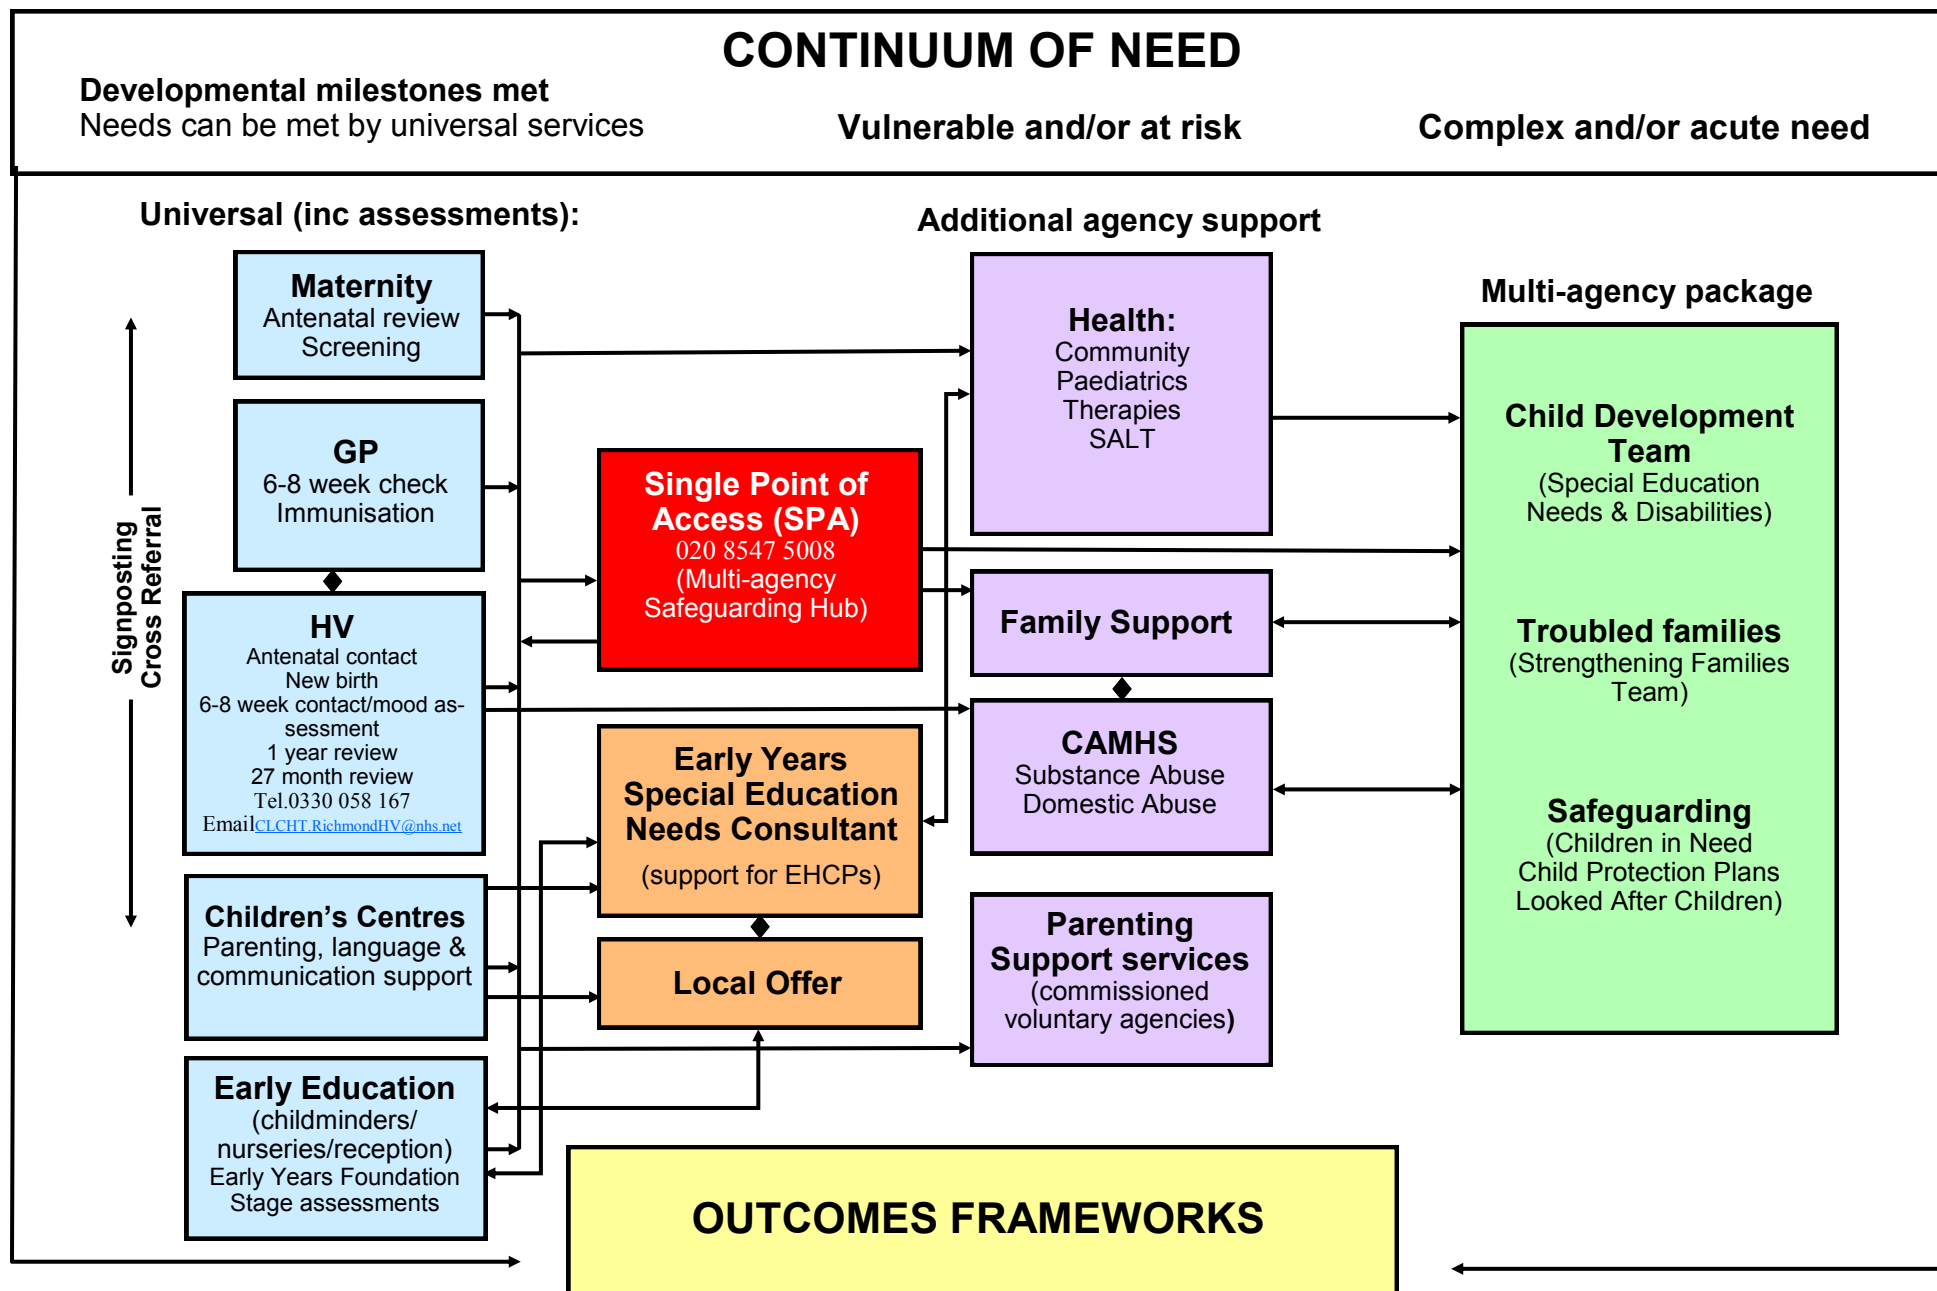 CONTINUUM OF NEED
Developmental milestones met
Needs can be met by universal services
Vulnerable and/or at risk
Complex and/or acute need
Universal (inc assessments):
Additional agency support
Multi-agency package
Signposting
Cross Referral
Maternity
Antenatal review
Screening
GP
6-8 week check
Immunisation
HV
Antenatal contact
New birth
6-8 week contact/mood as-
sessment
1 year review
27 month review
Tel.0330 058 167
EmailCLCHT.RichmondHV@nhs.net
Children’s Centres
Parenting, language &
communication support
Early Education
(childminders/
nurseries/reception)
Early Years Foundation
Stage assessments
Single Point of
Access (SPA)
020 8547 5008
(Multi-agency
Safeguarding Hub)
Early Years
Special Education
Needs Consultant
(support for EHCPs)
Local Offer
Health:
Community
Paediatrics
Therapies
SALT
Family Support
CAMHS
Substance Abuse
Domestic Abuse
Parenting
Support services
(commissioned
voluntary agencies)
Child Development
Team
(Special Education
Needs & Disabilities)
Troubled families
(Strengthening Families
Team)
Safeguarding
(Children in Need
Child Protection Plans
Looked After Children)
OUTCOMES FRAMEWORKS